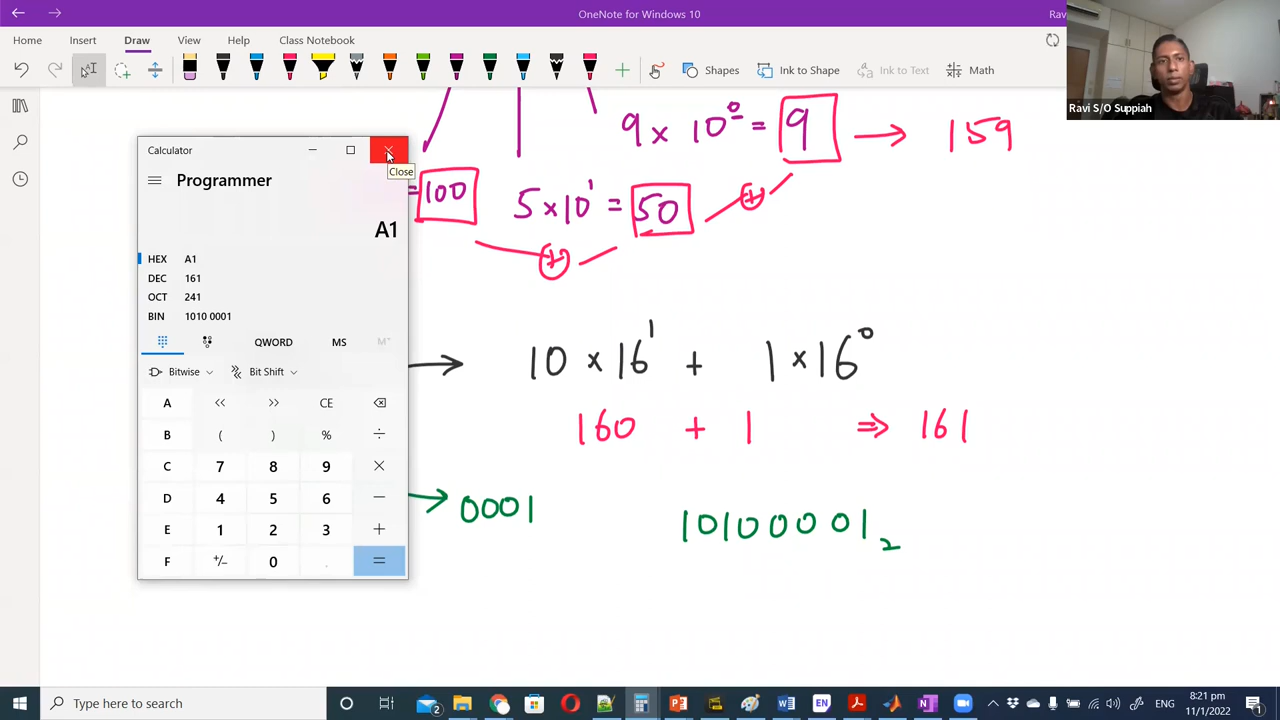 OneNote for Windows 10
Ravi
Home Insert Draw View Help Class Notebook
Shapes Ink to Shape Ink to Text Math
Ravi S/O Suppiah
9 × 10⁰ = 9 → 159
= 100 5 × 10¹ = 50 +
+
Calculator
Close
Programmer
A1
HEX A1
DEC 161
OCT 241
BIN 1010 0001
QWORD MS M˅
Bitwise Bit Shift
A << >> CE
B ( ) % ÷
C 7 8 9 ×
D 4 5 6 −
E 1 2 3 +
F +/− 0 . =
→ 10 × 16¹ + 1 × 16⁰
160 + 1 ⇒ 161
→ 0001 10100001₂
Type here to search
EN
8:21 pm
11/1/2022
1